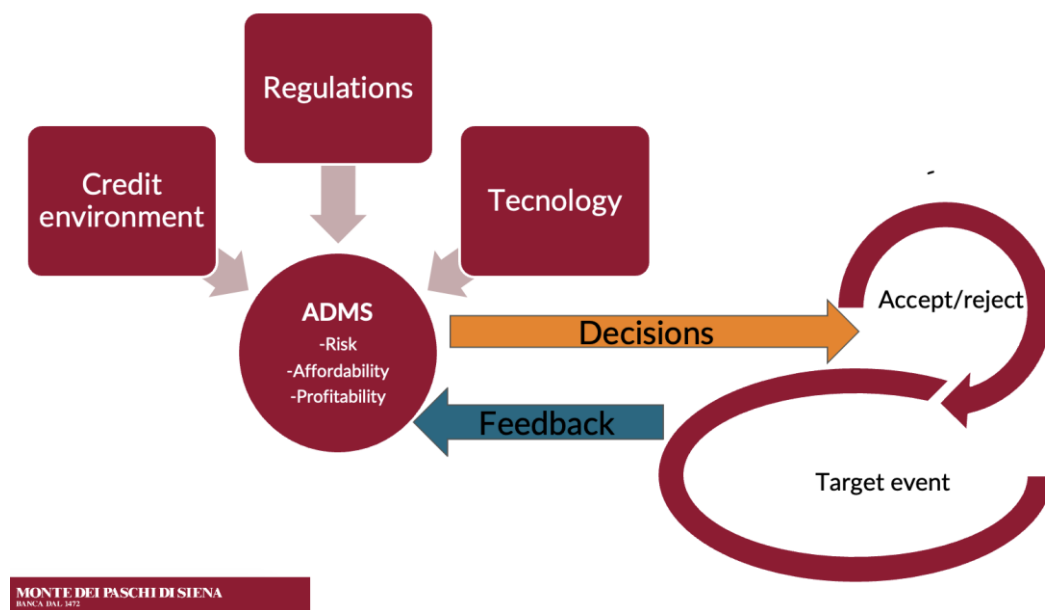 Regulations
Credit
environment
Tecnology
ADMS
-Risk
-Affordability
-Profitability
Decisions
Accept/reject
Feedback
Target event
MONTE DEI PASCHI DI SIENA
BANCA DAL 1472